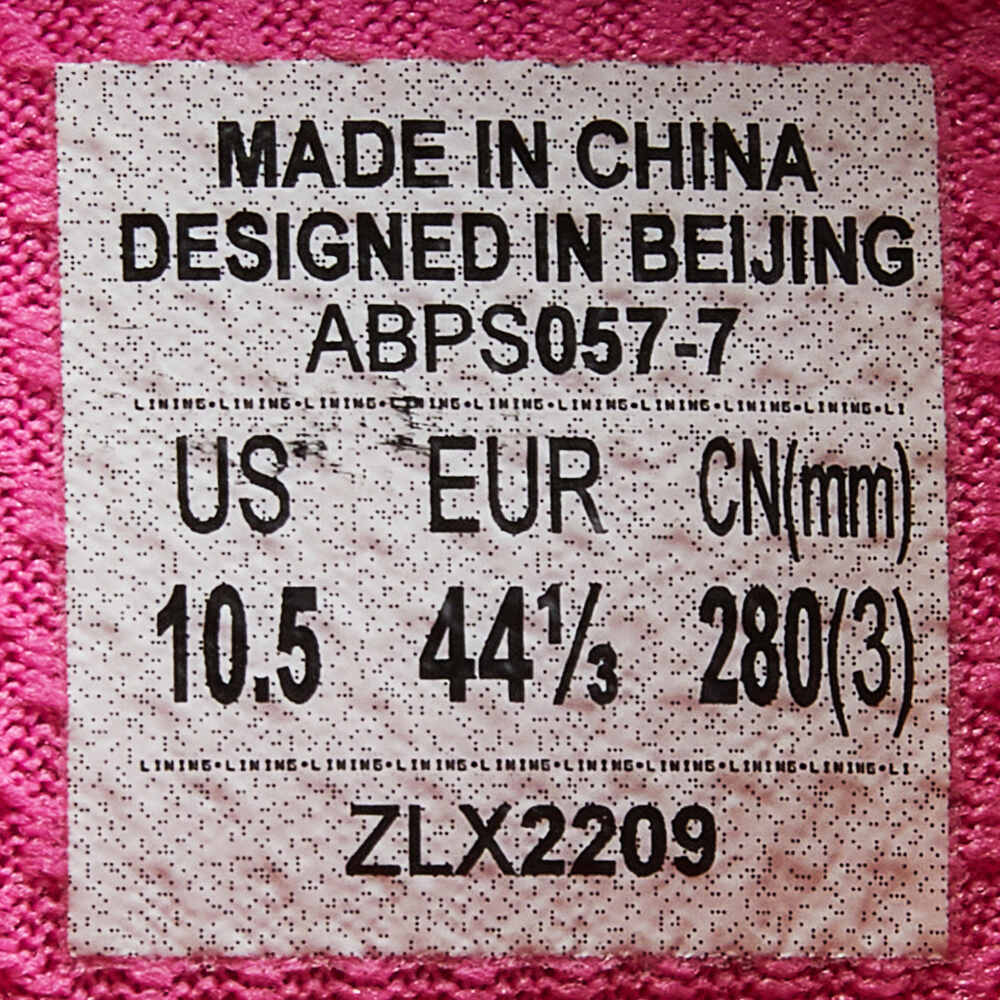 MADE IN CHINA
DESIGNED IN BEIJING
ABPS057-7
LINING•LINING•LINING•LINING•LINING•LINING•LINING•LINING•LINING•LI
US EUR CN(mm)
10.5 44⅓ 280(3)
LINING•LINING•LINING•LINING•LINING•LINING•LINING•LINING•LINING•LI
ZLX2209